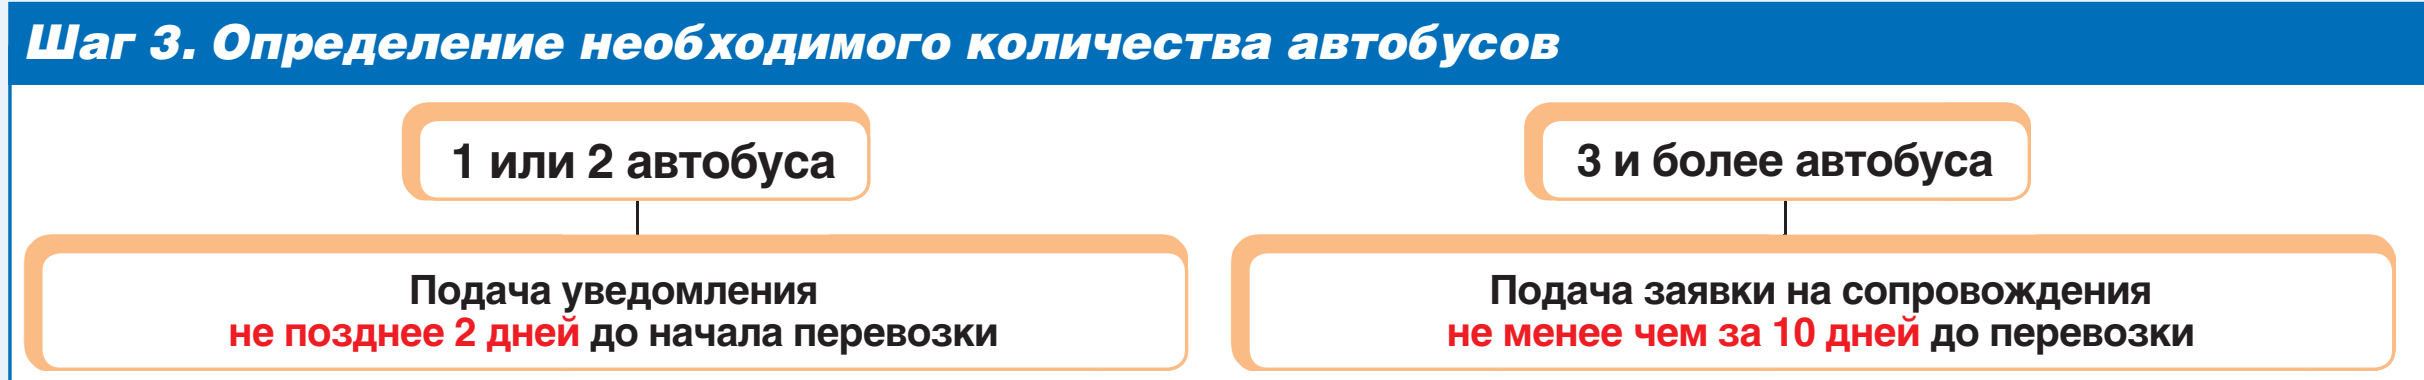 Шаг 3. Определение необходимого количества автобусов
1 или 2 автобуса
Подача уведомления
не позднее 2 дней до начала перевозки
3 и более автобуса
Подача заявки на сопровождения
не менее чем за 10 дней до перевозки